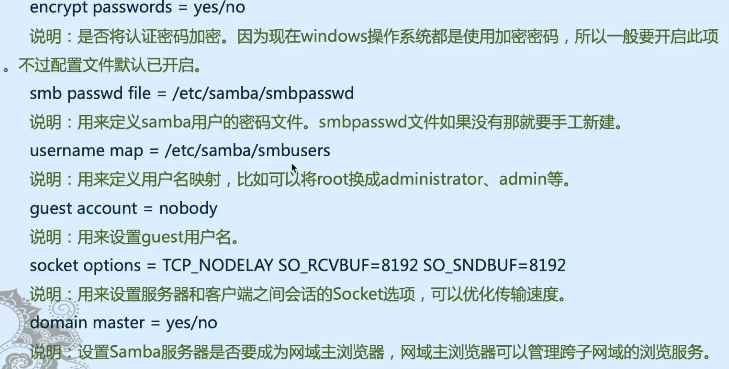 encrypt passwords = yes/no
说明：是否将认证密码加密。因为现在windows操作系统都是使用加密密码，所以一般要开启此项
。不过配置文件默认已开启。
smb passwd file = /etc/samba/smbpasswd
说明：用来定义samba用户的密码文件。smbpasswd文件如果没有那就要手工新建。
username map = /etc/samba/smbusers
说明：用来定义用户名映射，比如可以将root换成administrator、admin等。
guest account = nobody
说明：用来设置guest用户名。
socket options = TCP_NODELAY SO_RCVBUF=8192 SO_SNDBUF=8192
说明：用来设置服务器和客户端之间会话的Socket选项，可以优化传输速度。
domain master = yes/no
说明：设置Samba服务器是否要成为网域主浏览器，网域主浏览器可以管理跨子网域的浏览服务。